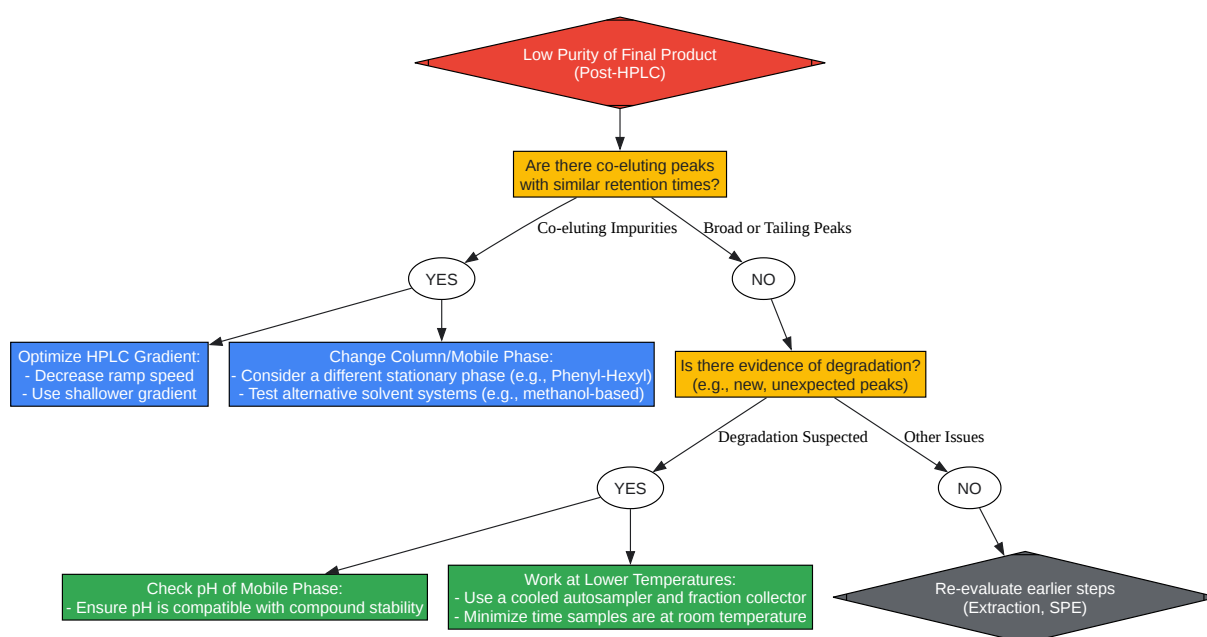 Low Purity of Final Product
(Post-HPLC)
Are there co-eluting peaks
with similar retention times?
Co-eluting Impurities
Broad or Tailing Peaks
YES
NO
Optimize HPLC Gradient:
- Decrease ramp speed
- Use shallower gradient
Change Column/Mobile Phase:
- Consider a different stationary phase (e.g., Phenyl-Hexyl)
- Test alternative solvent systems (e.g., methanol-based)
Is there evidence of degradation?
(e.g., new, unexpected peaks)
Degradation Suspected
Other Issues
YES
NO
Check pH of Mobile Phase:
- Ensure pH is compatible with compound stability
Work at Lower Temperatures:
- Use a cooled autosampler and fraction collector
- Minimize time samples are at room temperature
Re-evaluate earlier steps
(Extraction, SPE)